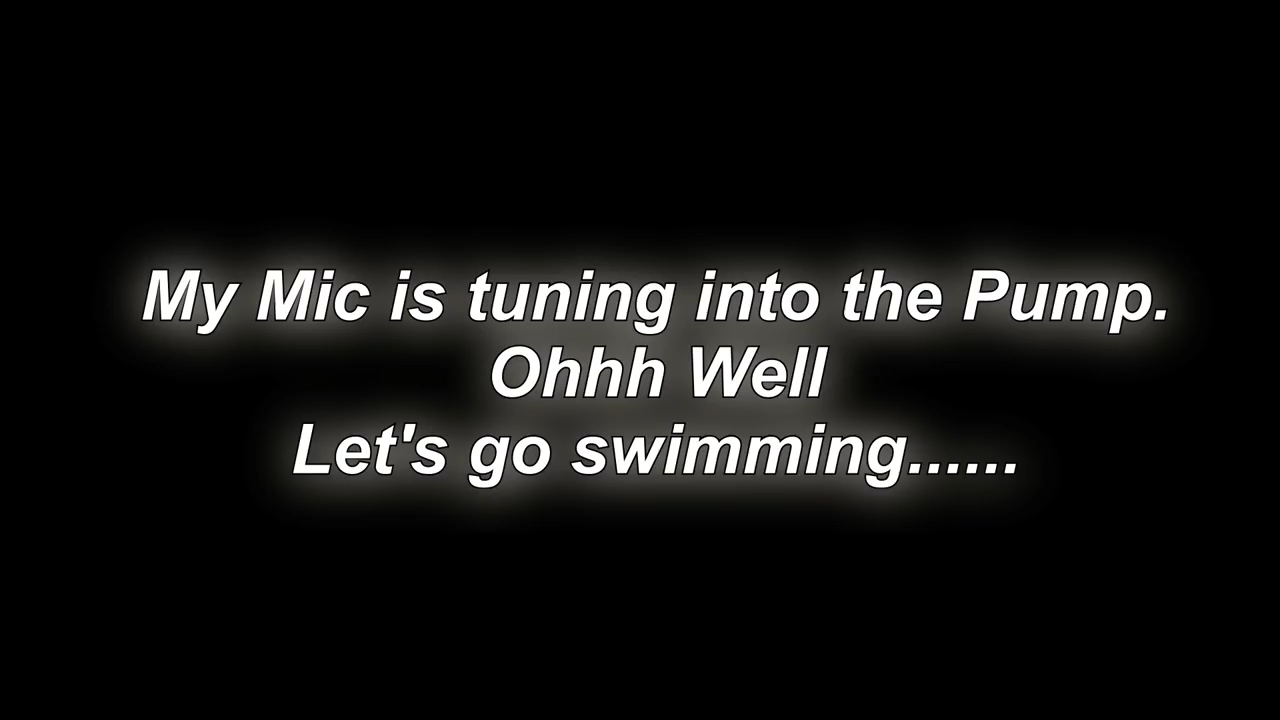 My Mic is tuning into the Pump.
Ohhh Well
Let's go swimming......